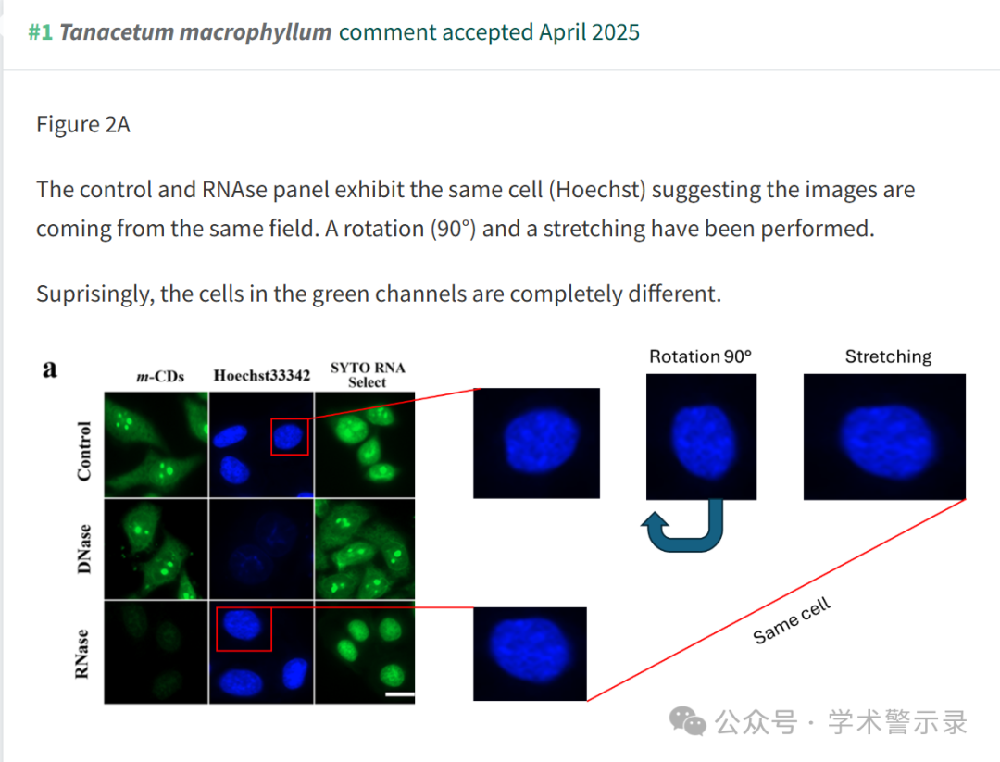 #1 Tanacetum macrophyllum comment accepted April 2025
Figure 2A
The control and RNAse panel exhibit the same cell (Hoechst) suggesting the images are
coming from the same field. A rotation (90°) and a stretching have been performed.
Suprisingly, the cells in the green channels are completely different.
a
m-CDs
Hoechst33342
SYTO RNA
Select
Rotation 90°
Stretching
Control
DNase
RNase
Same cell
公众号 · 学术警示录